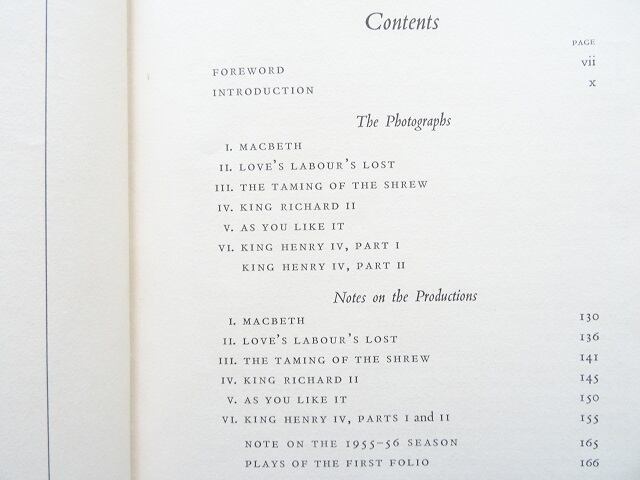 Contents
PAGE
FOREWORD vii
INTRODUCTION x
The Photographs
I. MACBETH
II. LOVE'S LABOUR'S LOST
III. THE TAMING OF THE SHREW
IV. KING RICHARD II
V. AS YOU LIKE IT
VI. KING HENRY IV, PART I
KING HENRY IV, PART II
Notes on the Productions
I. MACBETH 130
II. LOVE'S LABOUR'S LOST 136
III. THE TAMING OF THE SHREW 141
IV. KING RICHARD II 145
V. AS YOU LIKE IT 150
VI. KING HENRY IV, PARTS I and II 155
NOTE ON THE 1955–56 SEASON 165
PLAYS OF THE FIRST FOLIO 166